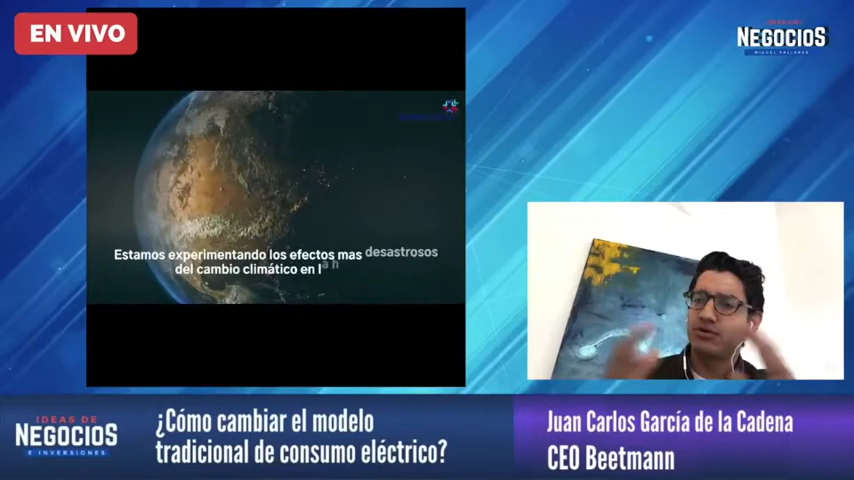 EN VIVO
NEGOCIOS
Estamos experimentando los efectos mas desastrosos
del cambio climático en l
IDEAS DE
NEGOCIOS
E INVERSIONES
¿Cómo cambiar el modelo
tradicional de consumo eléctrico?
Juan Carlos García de la Cadena
CEO Beetmann